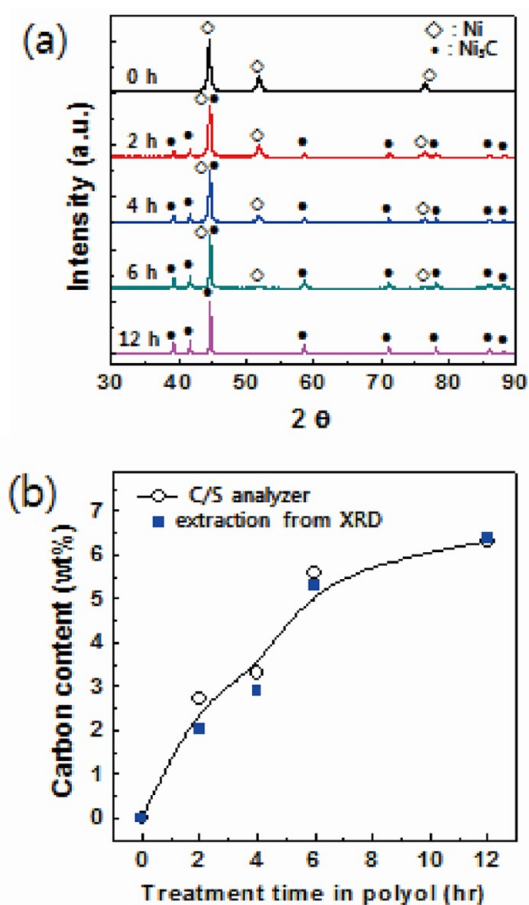 (a)
◇ : Ni
• : Ni₃C
0 h
2 h
4 h
6 h
12 h
Intensity (a.u.)
30 40 50 60 70 80 90
2 θ
(b)
C/S analyzer
extraction from XRD
7
6
5
4
3
2
1
0
Carbon content (wt%)
0 2 4 6 8 10 12
Treatment time in polyol (hr)